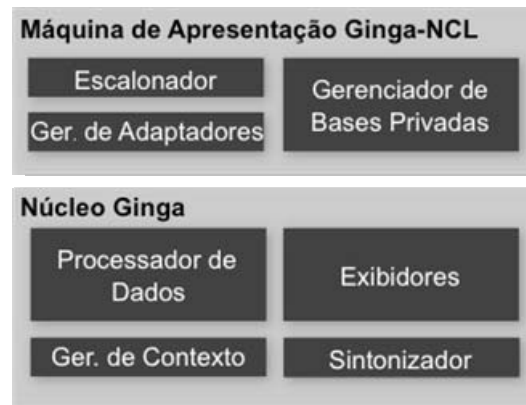 Máquina de Apresentação Ginga-NCL
Escalonador
Ger. de Adaptadores
Gerenciador de
Bases Privadas
Núcleo Ginga
Processador de
Dados
Exibidores
Ger. de Contexto
Sintonizador